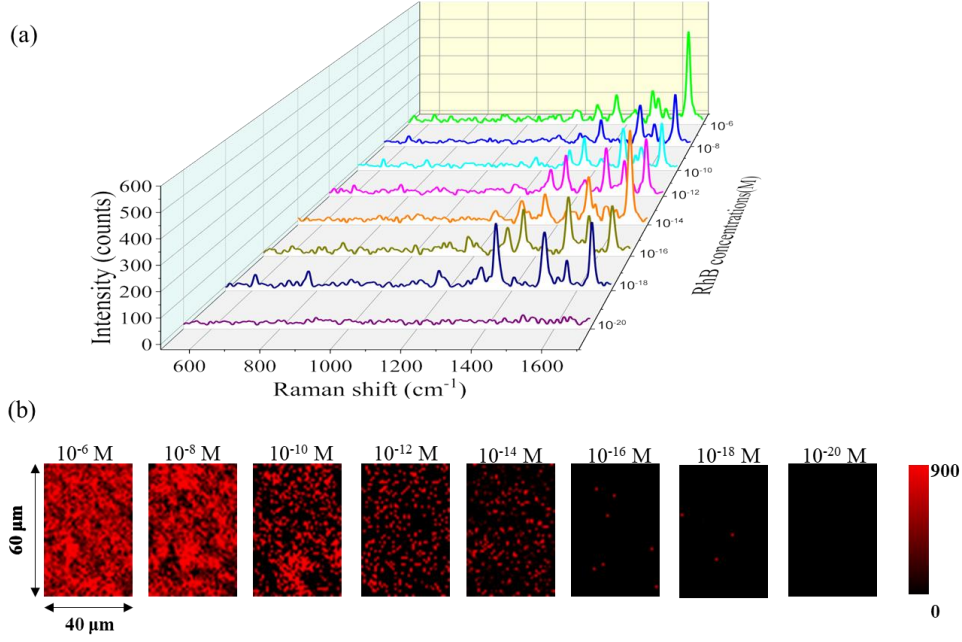 (a)
Intensity (counts)
600
500
400
300
200
100
0
600 800 1000 1200 1400 1600
Raman shift (cm⁻¹)
10⁻⁶
10⁻⁸
10⁻¹⁰
10⁻¹²
10⁻¹⁴
10⁻¹⁶
10⁻¹⁸
10⁻²⁰
RhB concentrations(M)
(b)
10⁻⁶ M 10⁻⁸ M 10⁻¹⁰ M 10⁻¹² M 10⁻¹⁴ M 10⁻¹⁶ M 10⁻¹⁸ M 10⁻²⁰ M
60 μm
40 μm
900
0